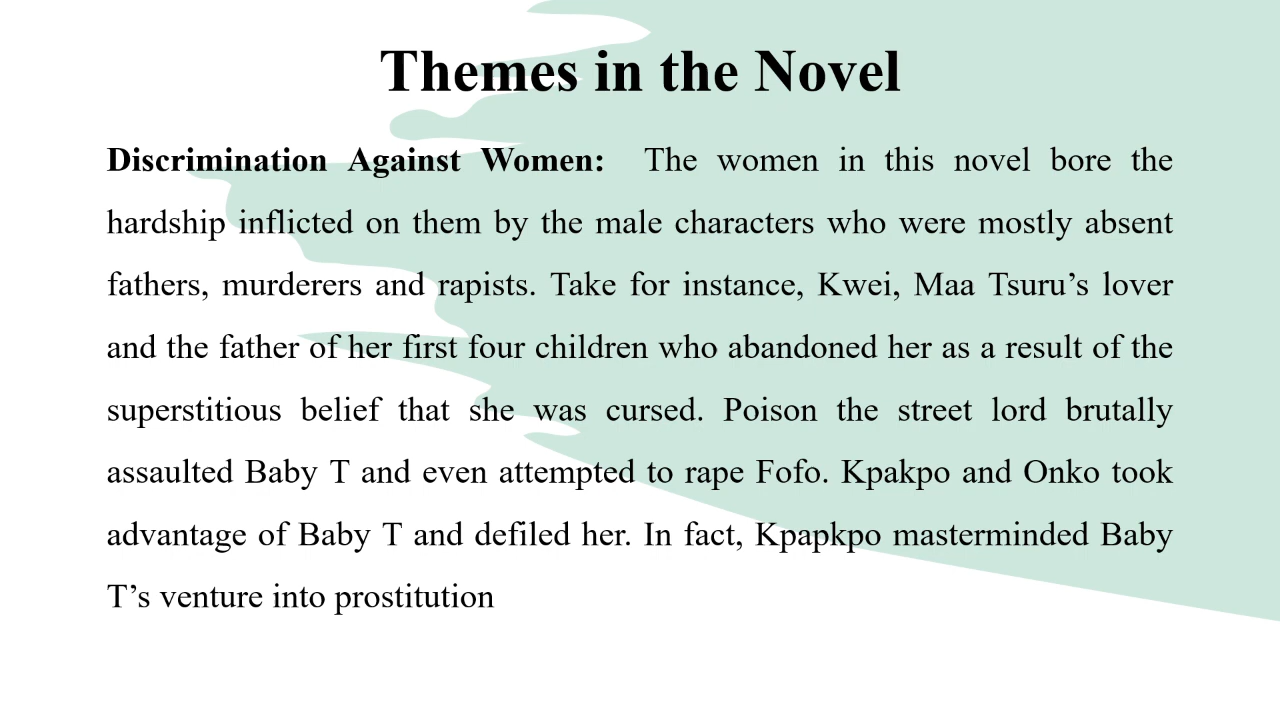 Themes in the Novel
Discrimination Against Women: The women in this novel bore the
hardship inflicted on them by the male characters who were mostly absent
fathers, murderers and rapists. Take for instance, Kwei, Maa Tsuru’s lover
and the father of her first four children who abandoned her as a result of the
superstitious belief that she was cursed. Poison the street lord brutally
assaulted Baby T and even attempted to rape Fofo. Kpakpo and Onko took
advantage of Baby T and defiled her. In fact, Kpapkpo masterminded Baby
T’s venture into prostitution